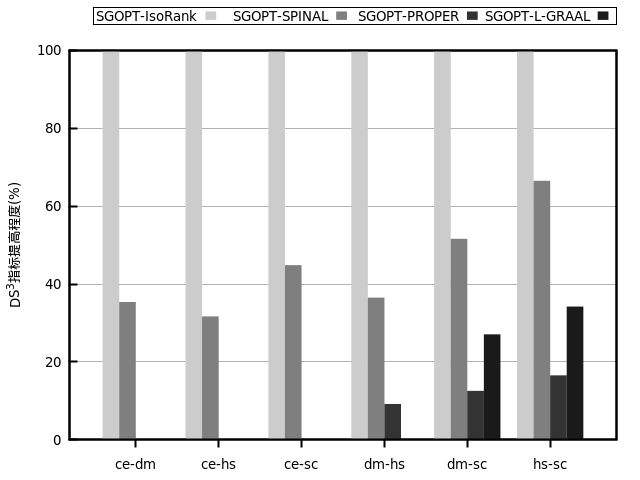 SGOPT-IsoRank SGOPT-SPINAL SGOPT-PROPER SGOPT-L-GRAAL
100
80
60
40
20
0
DS³指标提高程度(%)
ce-dm ce-hs ce-sc dm-hs dm-sc hs-sc